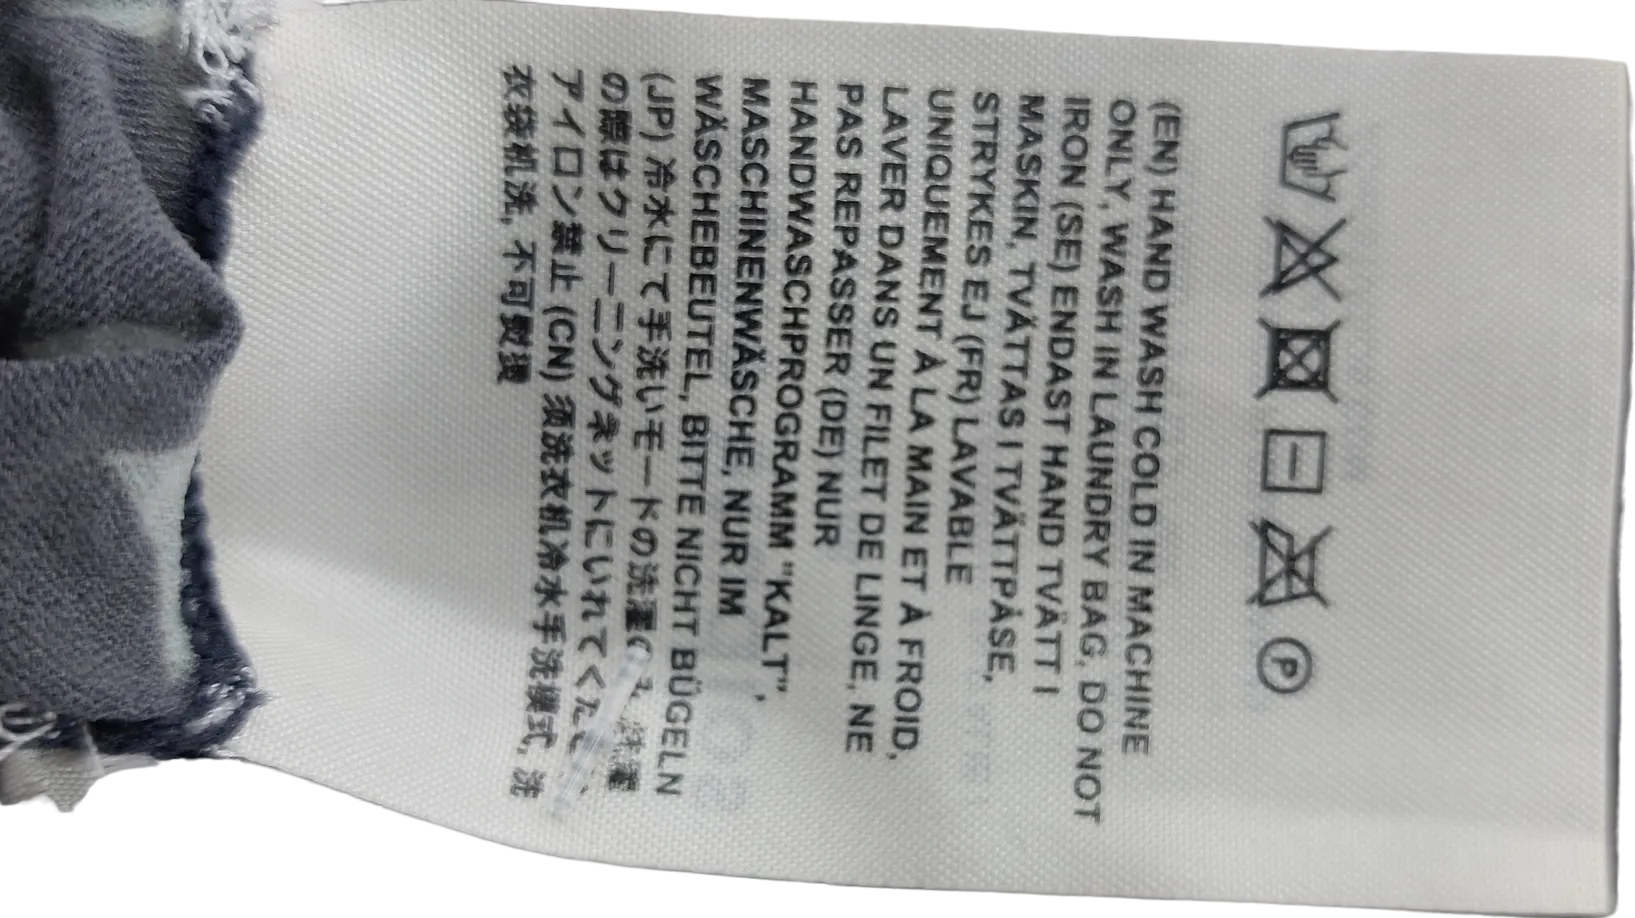 P
(EN) HAND WASH COLD IN MACHINE
ONLY, WASH IN LAUNDRY BAG, DO NOT
IRON (SE) ENDAST HAND TVÄTT I
MASKIN, TVÄTTAS I TVÄTTPÅSE,
STRYKES EJ (FR) LAVABLE
UNIQUEMENT À LA MAIN ET À FROID,
LAVER DANS UN FILET DE LINGE, NE
PAS REPASSER (DE) NUR
HANDWASCHPROGRAMM "KALT",
MASCHINENWÄSCHE, NUR IM
WÄSCHEBEUTEL, BITTE NICHT BÜGELN
(JP) 冷水にて手洗いモードの洗濯 洗濯
の際はクリーニングネットにいれてくだ
アイロン禁止 (CN) 须洗衣机冷水手洗模式, 洗
衣袋机洗, 不可熨烫